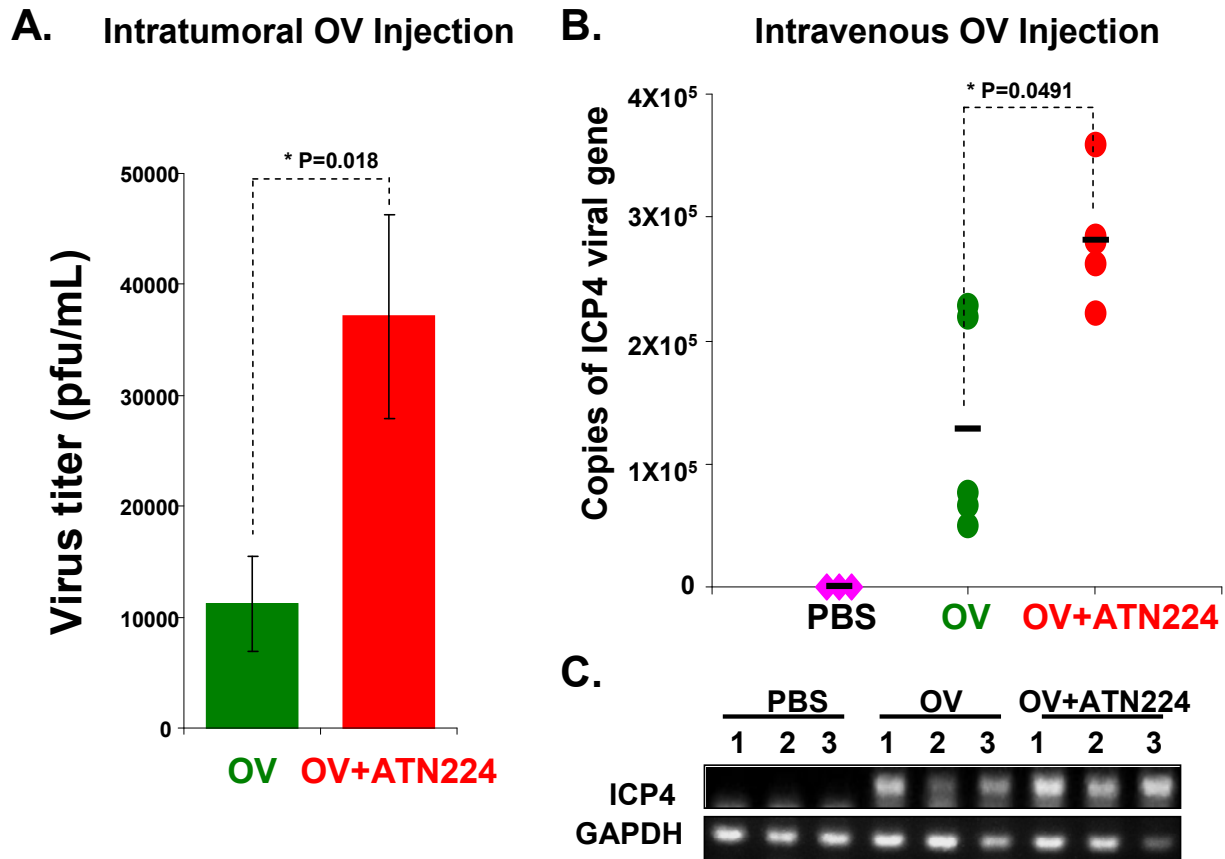 A. Intratumoral OV Injection
Virus titer (pfu/mL)
50000
40000
30000
20000
10000
0
* P=0.018
OV OV+ATN224
B. Intravenous OV Injection
Copies of ICP4 viral gene
4X10⁵
3X10⁵
2X10⁵
1X10⁵
0
* P=0.0491
PBS OV OV+ATN224
C.
PBS OV OV+ATN224
1 2 3 1 2 3 1 2 3
ICP4
GAPDH